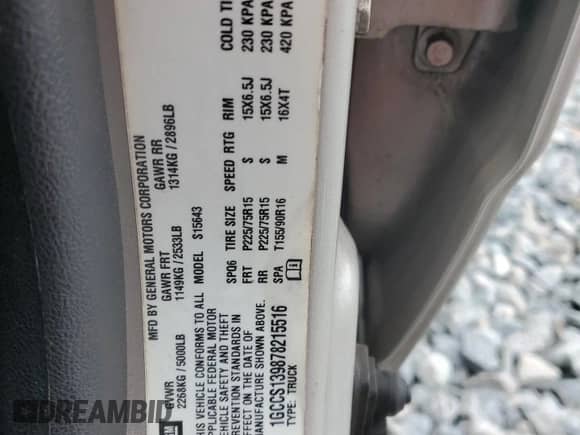 MFD BY GENERAL MOTORS CORPORATION
GVWR GAWR FRT GAWR RR
2268KG/5000LB 1149KG/2533LB 1314KG/2896LB
THIS VEHICLE CONFORMS TO ALL
APPLICABLE FEDERAL MOTOR
VEHICLE SAFETY AND THEFT
PREVENTION STANDARDS IN
EFFECT ON THE DATE OF
MANUFACTURE SHOWN ABOVE.
1GCCS139878215516
TYPE: TRUCK
MODEL S15643
SPO6 TIRE SIZE SPEED RTG RIM COLD
FRT P225/75R15 S 15X6.5J 230 KPA
RR P225/75R15 S 15X6.5J 230 KPA
SPA T155/90R16 M 16X4T 420 KPA
GM
DREAMBID